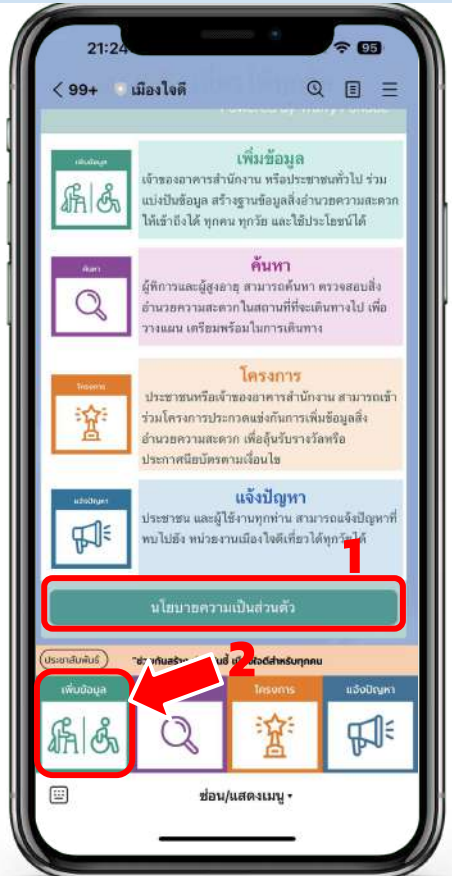 21:24
95
99+ เมืองใจดี
เพิ่มข้อมูล
เพิ่มข้อมูล
เจ้าของอาคารสำนักงาน หรือประชาชนทั่วไป ร่วม
แบ่งปันข้อมูล สร้างฐานข้อมูลสิ่งอำนวยความสะดวก
ให้เข้าถึงได้ ทุกคน ทุกวัย และใช้ประโยชน์ได้
ค้นหา
ค้นหา
ผู้พิการและผู้สูงอายุ สามารถค้นหา ตรวจสอบสิ่ง
อำนวยความสะดวกในสถานที่ที่จะเดินทางไป เพื่อ
วางแผน เตรียมพร้อมในการเดินทาง
โครงการ
โครงการ
ประชาชนหรือเจ้าของอาคารสำนักงาน สามารถเข้า
ร่วมโครงการประกวดแข่งกันการเพิ่มข้อมูลสิ่ง
อำนวยความสะดวก เพื่อลุ้นรับรางวัลหรือ
ประกาศนียบัตรตามเงื่อนไข
แจ้งปัญหา
แจ้งปัญหา
ประชาชน และผู้ใช้งานทุกท่าน สามารถแจ้งปัญหาที่
พบไปยัง หน่วยงานเมืองใจดีเที่ยวได้ทุกวัยได้
1
นโยบายความเป็นส่วนตัว
2
ประชาสัมพันธ์
เพิ่มข้อมูล
โครงการ
แจ้งปัญหา
ซ่อน/แสดงเมนู